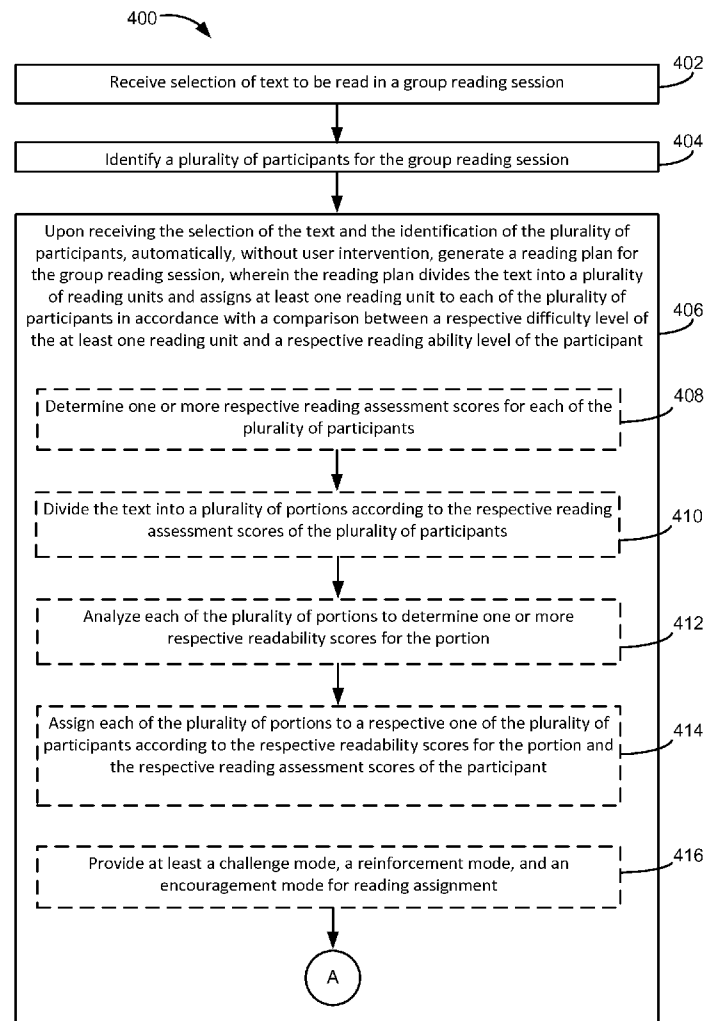 400
Receive selection of text to be read in a group reading session
402
Identify a plurality of participants for the group reading session
404
Upon receiving the selection of the text and the identification of the plurality of
participants, automatically, without user intervention, generate a reading plan for
the group reading session, wherein the reading plan divides the text into a plurality
of reading units and assigns at least one reading unit to each of the plurality of
participants in accordance with a comparison between a respective difficulty level of
the at least one reading unit and a respective reading ability level of the participant
406
Determine one or more respective reading assessment scores for each of the
plurality of participants
408
Divide the text into a plurality of portions according to the respective reading
assessment scores of the plurality of participants
410
Analyze each of the plurality of portions to determine one or more
respective readability scores for the portion
412
Assign each of the plurality of portions to a respective one of the plurality of
participants according to the respective readability scores for the portion and
the respective reading assessment scores of the participant
414
Provide at least a challenge mode, a reinforcement mode, and an
encouragement mode for reading assignment
416
A